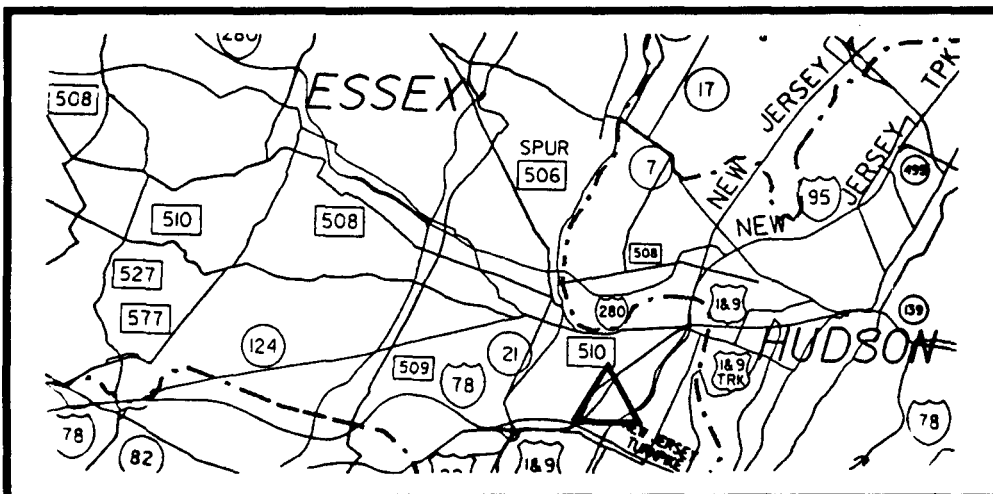 280
ESSEX
508
17
JERSEY
TPK
SPUR
506
7
NEW
JERSEY
95
495
NEW
510
508
508
527
577
280
1&9
139
HUDSON
124
509
21
510
78
1&9
TRK
78
78
82
1&9
NEW JERSEY
TURNPIKE